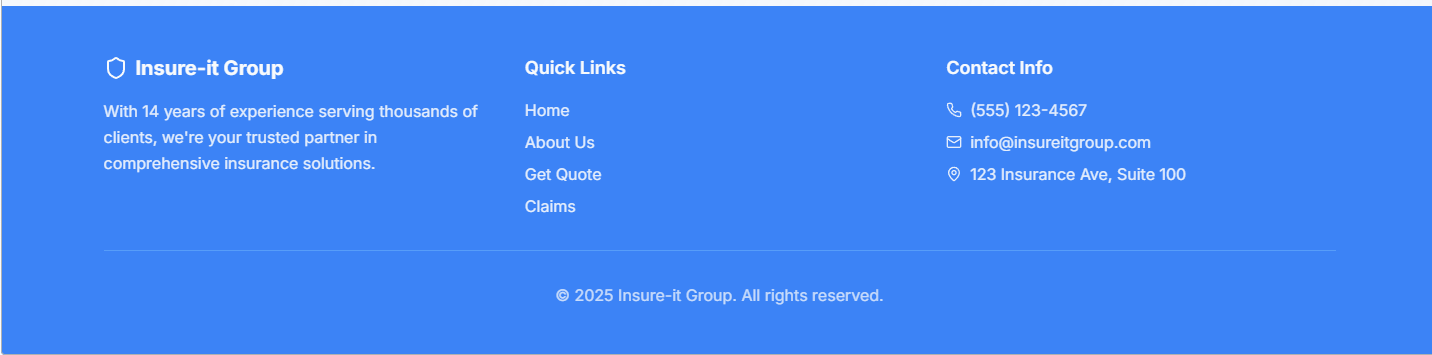 Insure-it Group
With 14 years of experience serving thousands of
clients, we're your trusted partner in
comprehensive insurance solutions.
Quick Links
Home
About Us
Get Quote
Claims
Contact Info
(555) 123-4567
info@insureitgroup.com
123 Insurance Ave, Suite 100
© 2025 Insure-it Group. All rights reserved.